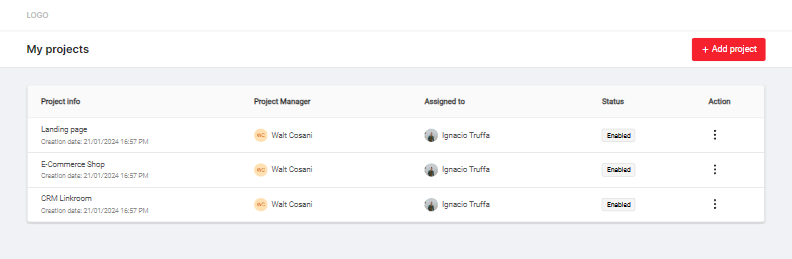 LOGO
My projects
+ Add project
Project info Project Manager Assigned to Status Action
Landing page
Creation date: 21/01/2024 16:57 PM
WC Walt Cosani Ignacio Truffa Enabled
E-Commerce Shop
Creation date: 21/01/2024 16:57 PM
WC Walt Cosani Ignacio Truffa Enabled
CRM Linkroom
Creation date: 21/01/2024 16:57 PM
WC Walt Cosani Ignacio Truffa Enabled